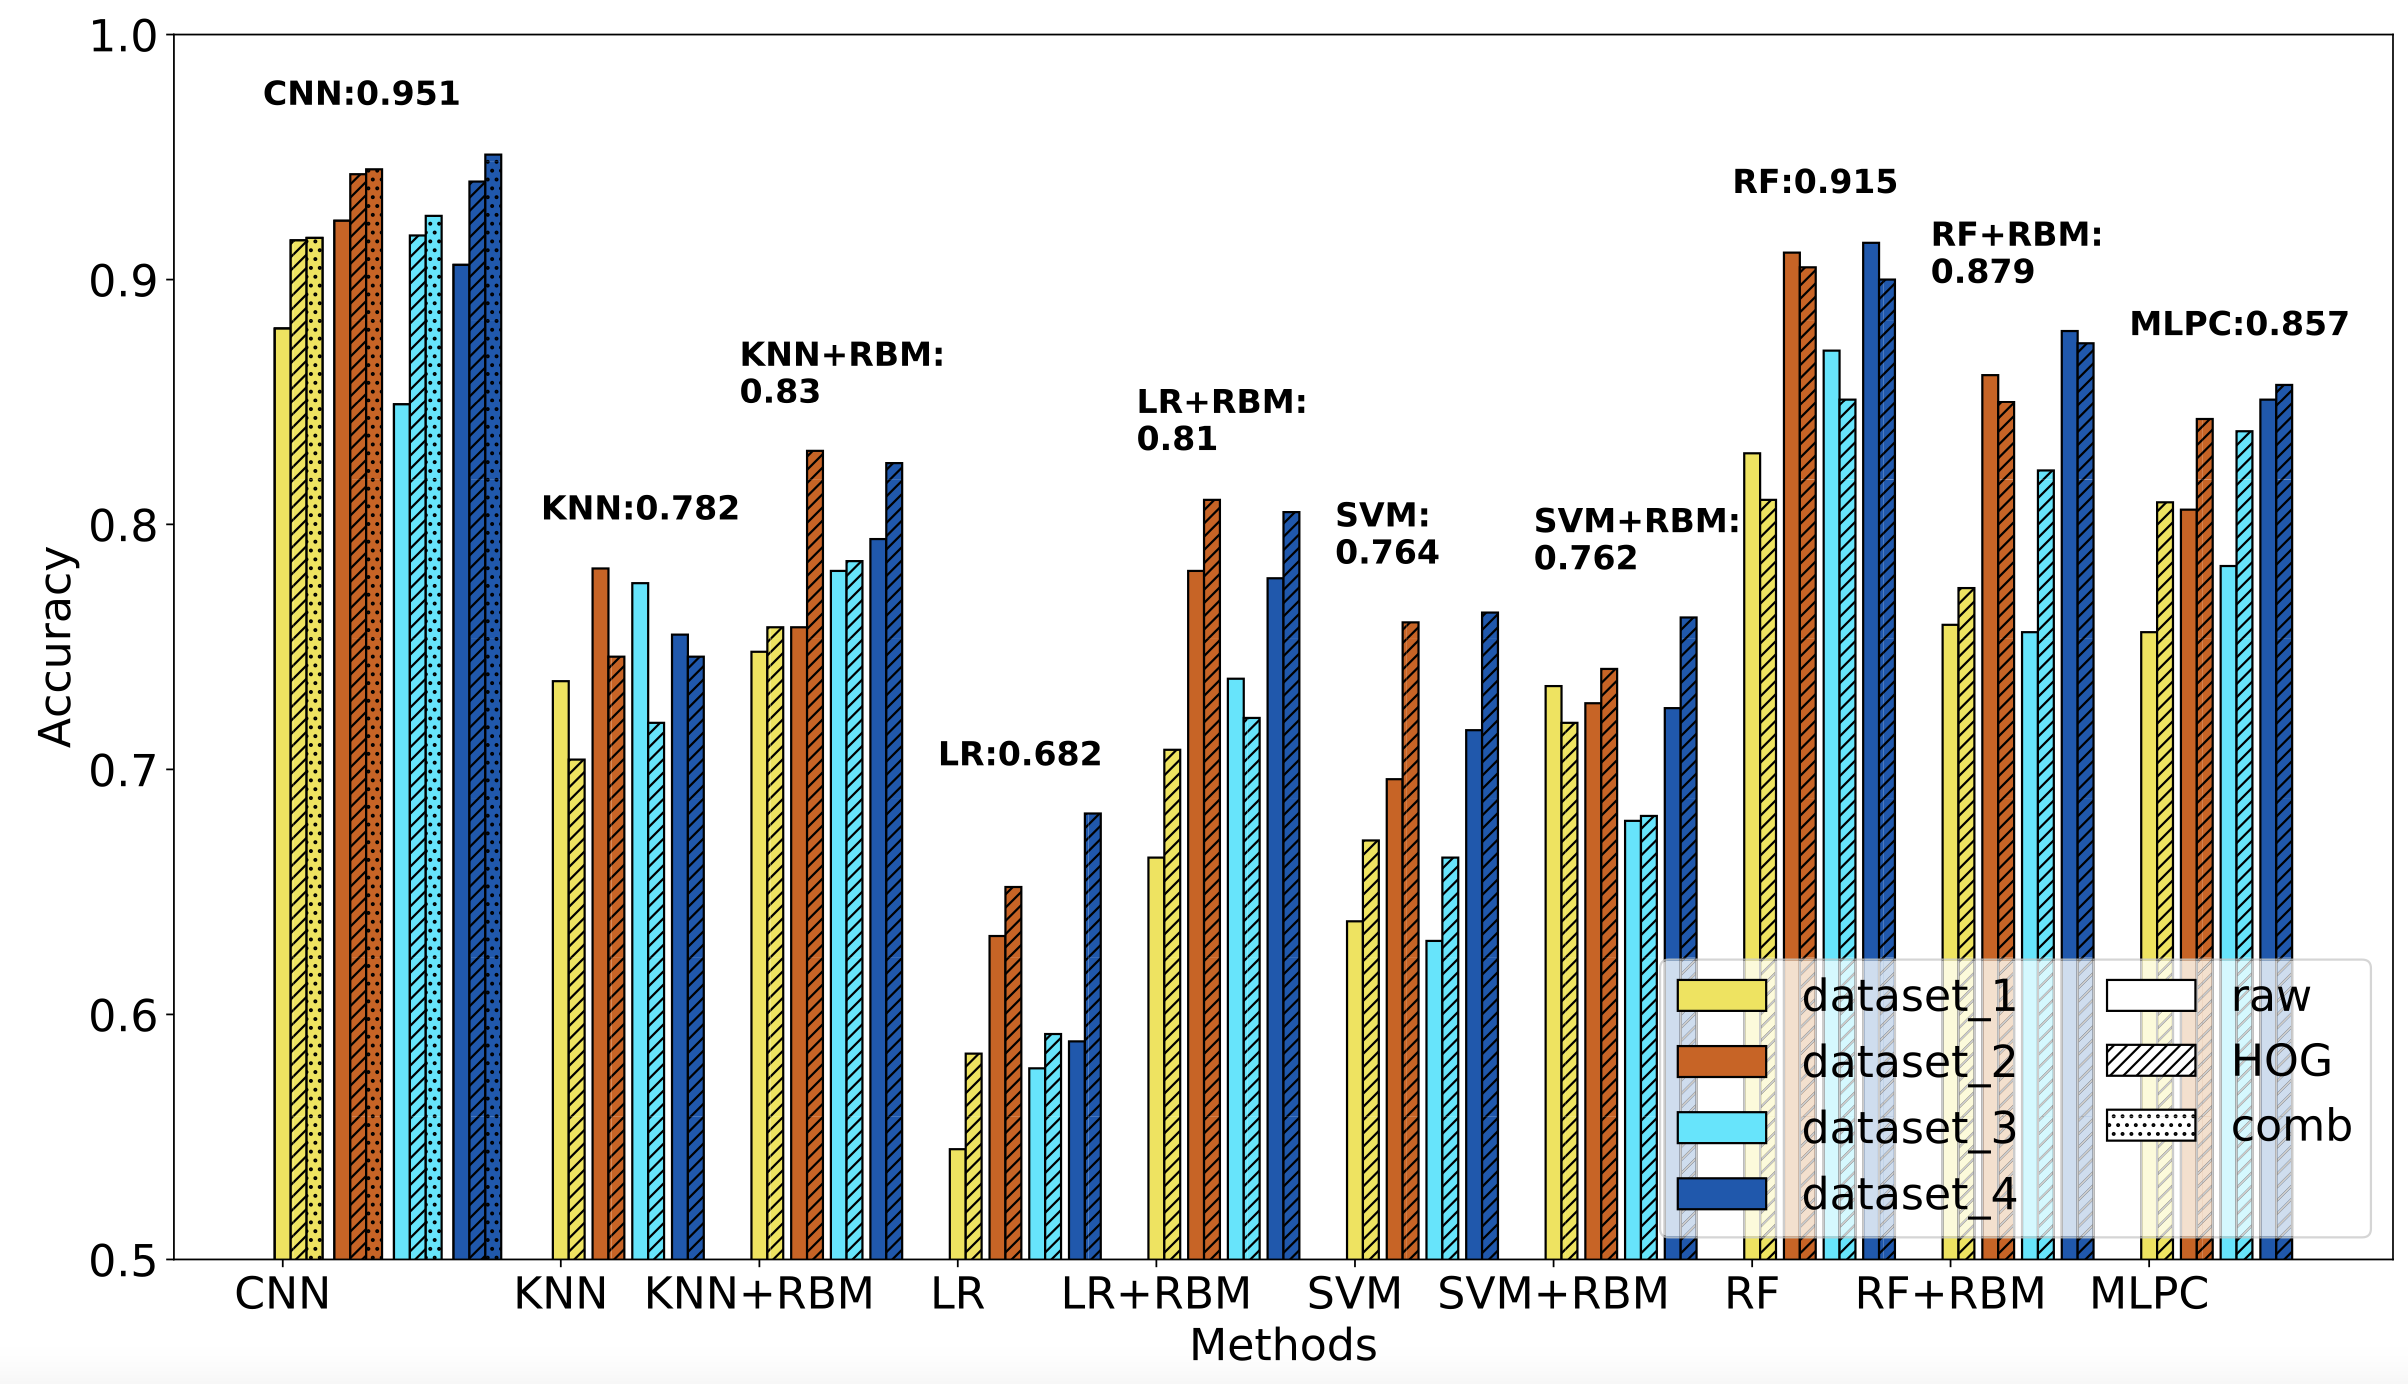 1.0
0.9
0.8
0.7
0.6
0.5
Accuracy
CNN:0.951
KNN:0.782
KNN+RBM:
0.83
LR:0.682
LR+RBM:
0.81
SVM:
0.764
SVM+RBM:
0.762
RF:0.915
RF+RBM:
0.879
MLPC:0.857
dataset_1
dataset_2
dataset_3
dataset_4
raw
HOG
comb
CNN
KNN
KNN+RBM
LR
LR+RBM
SVM
SVM+RBM
RF
RF+RBM
MLPC
Methods